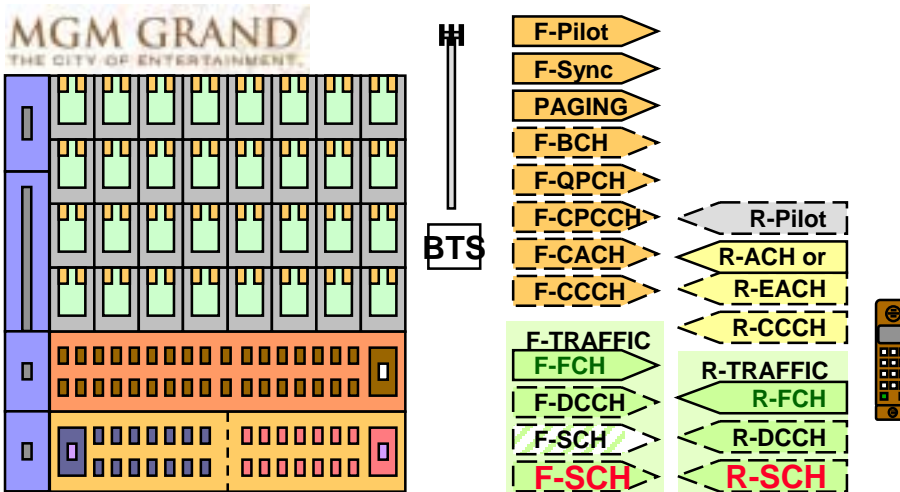 MGM GRAND
THE CITY OF ENTERTAINMENT.
BTS
F-Pilot
F-Sync
PAGING
F-BCH
F-QPCH
F-CPCCH
F-CACH
F-CCCH
F-TRAFFIC
F-FCH
F-DCCH
F-SCH
F-SCH
R-Pilot
R-ACH or
R-EACH
R-CCCH
R-TRAFFIC
R-FCH
R-DCCH
R-SCH